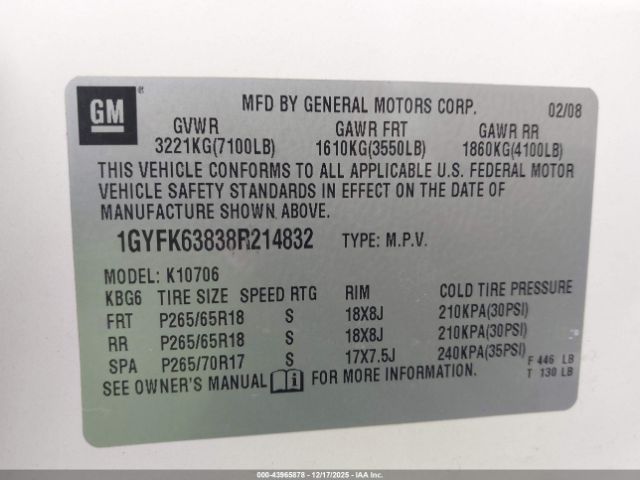 GM ®
MFD BY GENERAL MOTORS CORP. 02/08
GVWR GAWR FRT GAWR RR
3221KG(7100LB) 1610KG(3550LB) 1860KG(4100LB)
THIS VEHICLE CONFORMS TO ALL APPLICABLE U.S. FEDERAL MOTOR
VEHICLE SAFETY STANDARDS IN EFFECT ON THE DATE OF
MANUFACTURE SHOWN ABOVE.
1GYFK63838R214832 TYPE: M.P.V.
MODEL: K10706
KBG6 TIRE SIZE SPEED RTG RIM COLD TIRE PRESSURE
FRT P265/65R18 S 18X8J 210KPA(30PSI)
RR P265/65R18 S 18X8J 210KPA(30PSI)
SPA P265/70R17 S 17X7.5J 240KPA(35PSI) F 446 LB
SEE OWNER'S MANUAL i FOR MORE INFORMATION. T 130 LB
000-43965878 - 12/17/2025 - COPYRIGHT IAA, LLC.